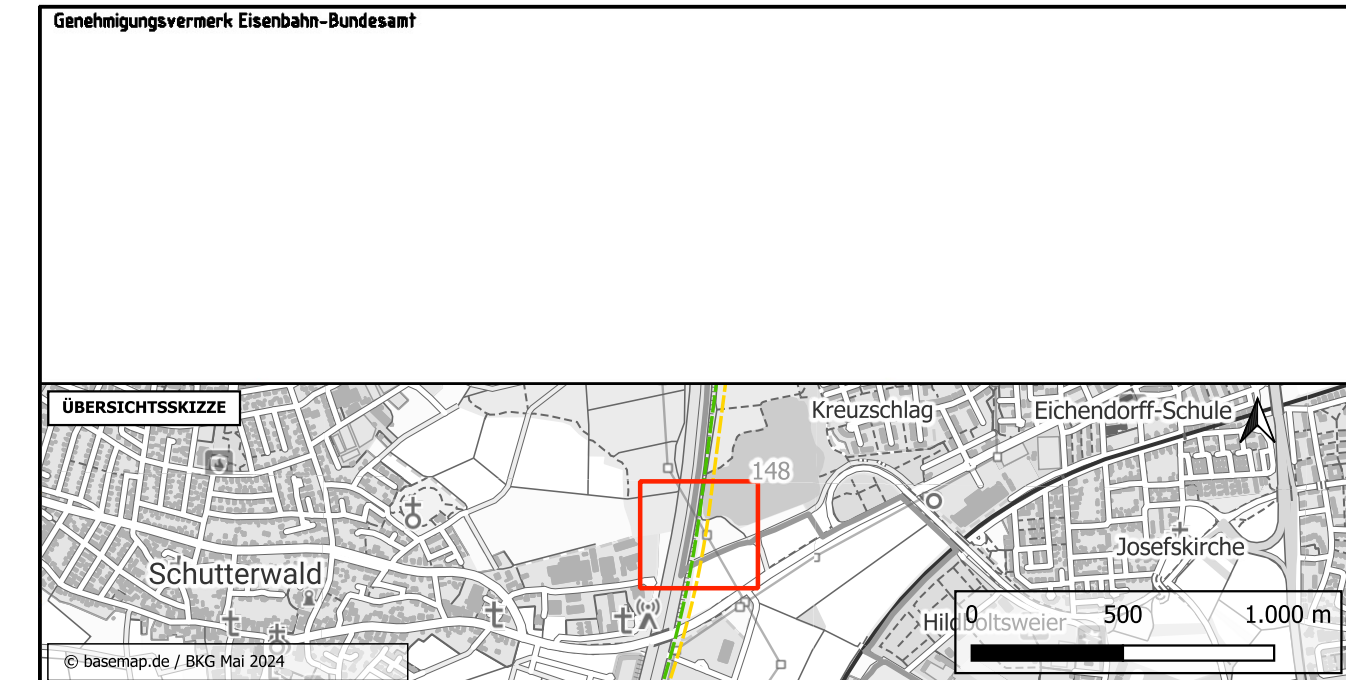 Genehmigungsvermerk Eisenbahn-Bundesamt
ÜBERSICHTSSKIZZE
Kreuzschlag
Eichendorff-Schule
148
Josefskirche
Schutterwald
Hildboltsweier
0 500 1.000 m
© basemap.de / BKG Mai 2024